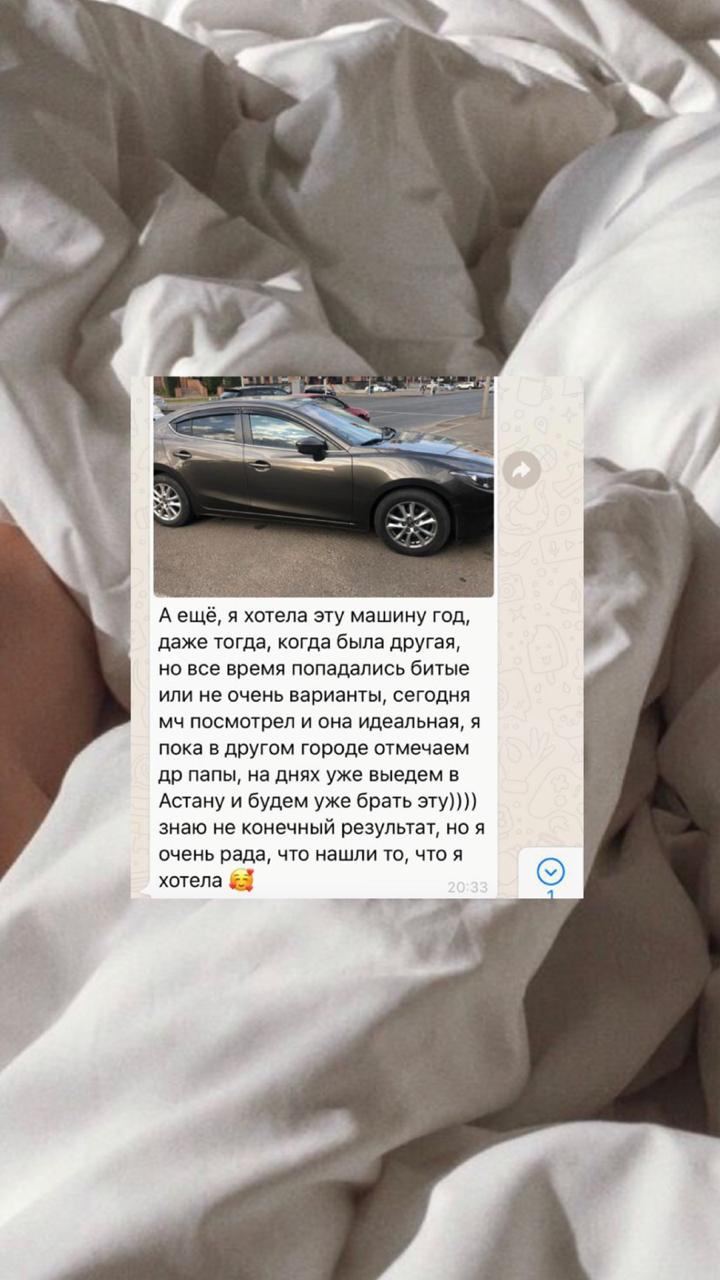 А ещё, я хотела эту машину год,
даже тогда, когда была другая,
но все время попадались битые
или не очень варианты, сегодня
мч посмотрел и она идеальная, я
пока в другом городе отмечаем
др папы, на днях уже выедем в
Астану и будем уже брать эту))))
знаю не конечный результат, но я
очень рада, что нашли то, что я
хотела 🥰
20:33
1